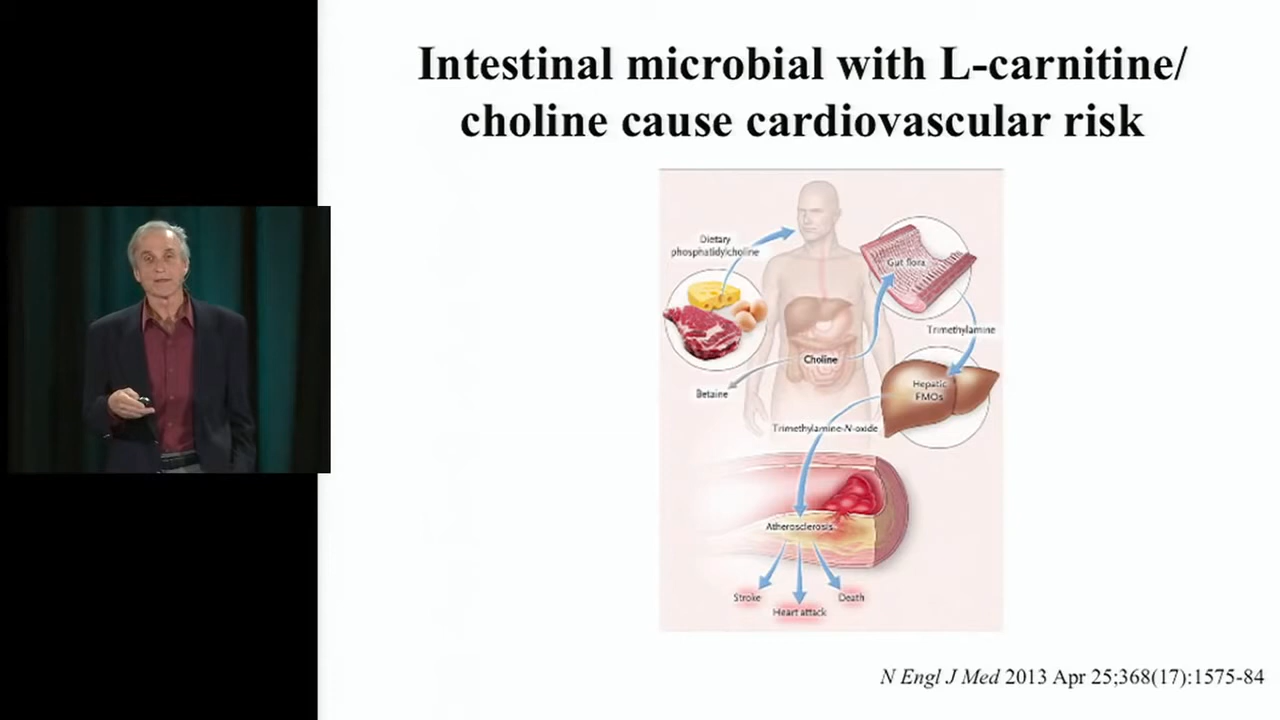 Intestinal microbial with L-carnitine/
choline cause cardiovascular risk
Dietary
phosphatidylcholine
Gut flora
Trimethylamine
Choline
Betaine
Hepatic
FMOs
Trimethylamine-N-oxide
Atherosclerosis
Stroke
Heart attack
Death
N Engl J Med 2013 Apr 25;368(17):1575-84